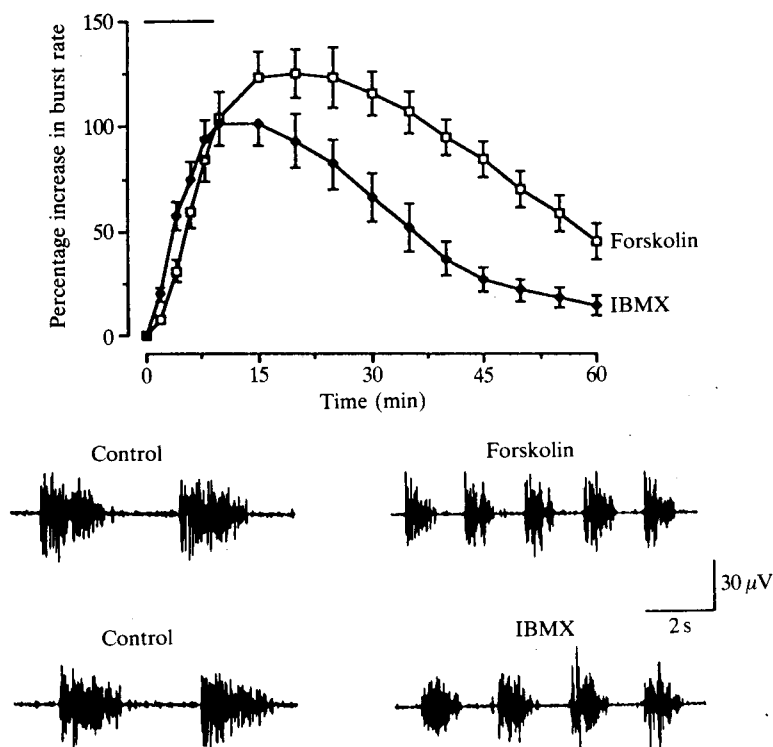 150
100
50
0
Percentage increase in burst rate
Forskolin
IBMX
0 15 30 45 60
Time (min)
Control Forskolin
30 µV
2 s
Control IBMX